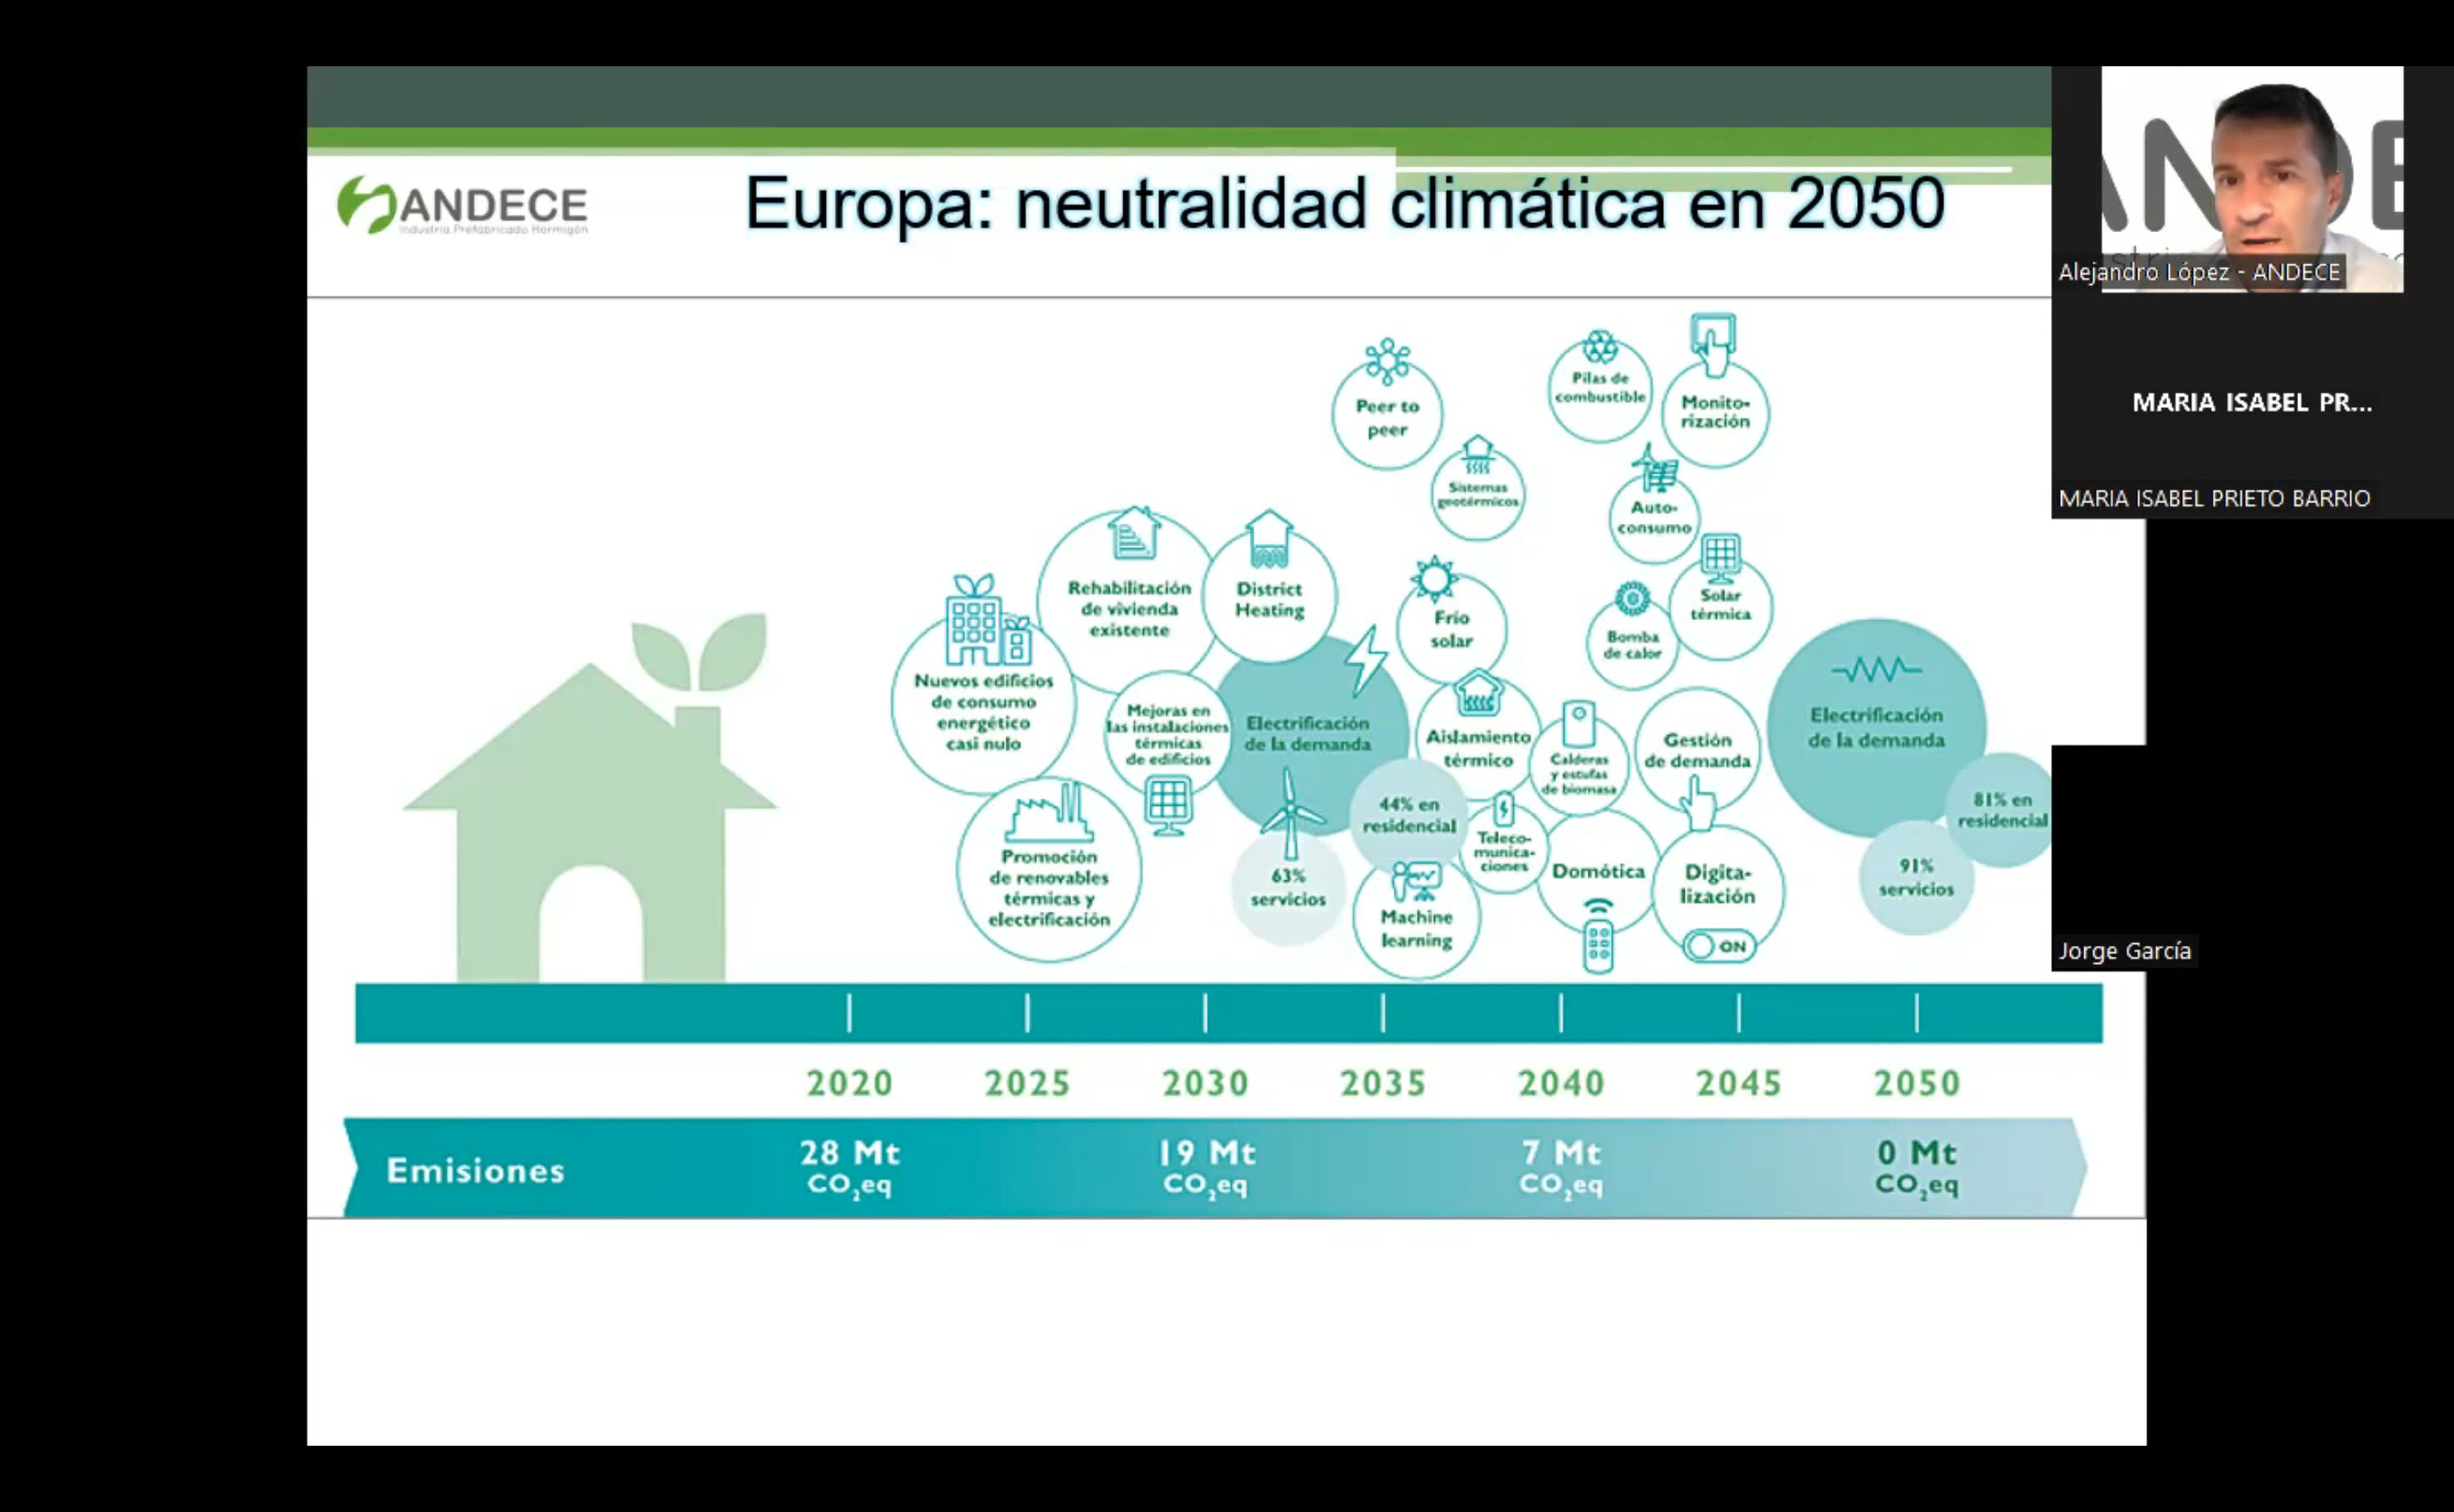 ANDECE
Industria Prefabricado Hormigón
Europa: neutralidad climática en 2050
Alejandro López - ANDECE
MARIA ISABEL PR...
MARIA ISABEL PRIETO BARRIO
Jorge García
Peer to
peer
Pilas de
combustible
Monito-
rización
Sistemas
geotérmicos
Auto-
consumo
Rehabilitación
de vivienda
existente
District
Heating
Frío
solar
Bomba
de calor
Solar
térmica
Nuevos edificios
de consumo
energético
casi nulo
Mejoras en
las instalaciones
térmicas
de edificios
Electrificación
de la demanda
Aislamiento
térmico
Calderas
y estufas
de biomasa
Gestión
de demanda
Electrificación
de la demanda
44% en
residencial
81% en
residencial
Promoción
de renovables
térmicas y
electrificación
63%
servicios
Teleco-
munica-
ciones
Machine
learning
Domótica
Digita-
lización
ON
91%
servicios
2020
2025
2030
2035
2040
2045
2050
Emisiones
28 Mt
CO₂eq
19 Mt
CO₂eq
7 Mt
CO₂eq
0 Mt
CO₂eq